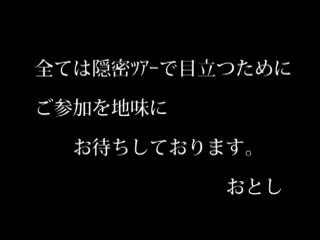 全ては隠密ﾂｱｰで目立つために
ご参加を地味に
お待ちしております。
おとし